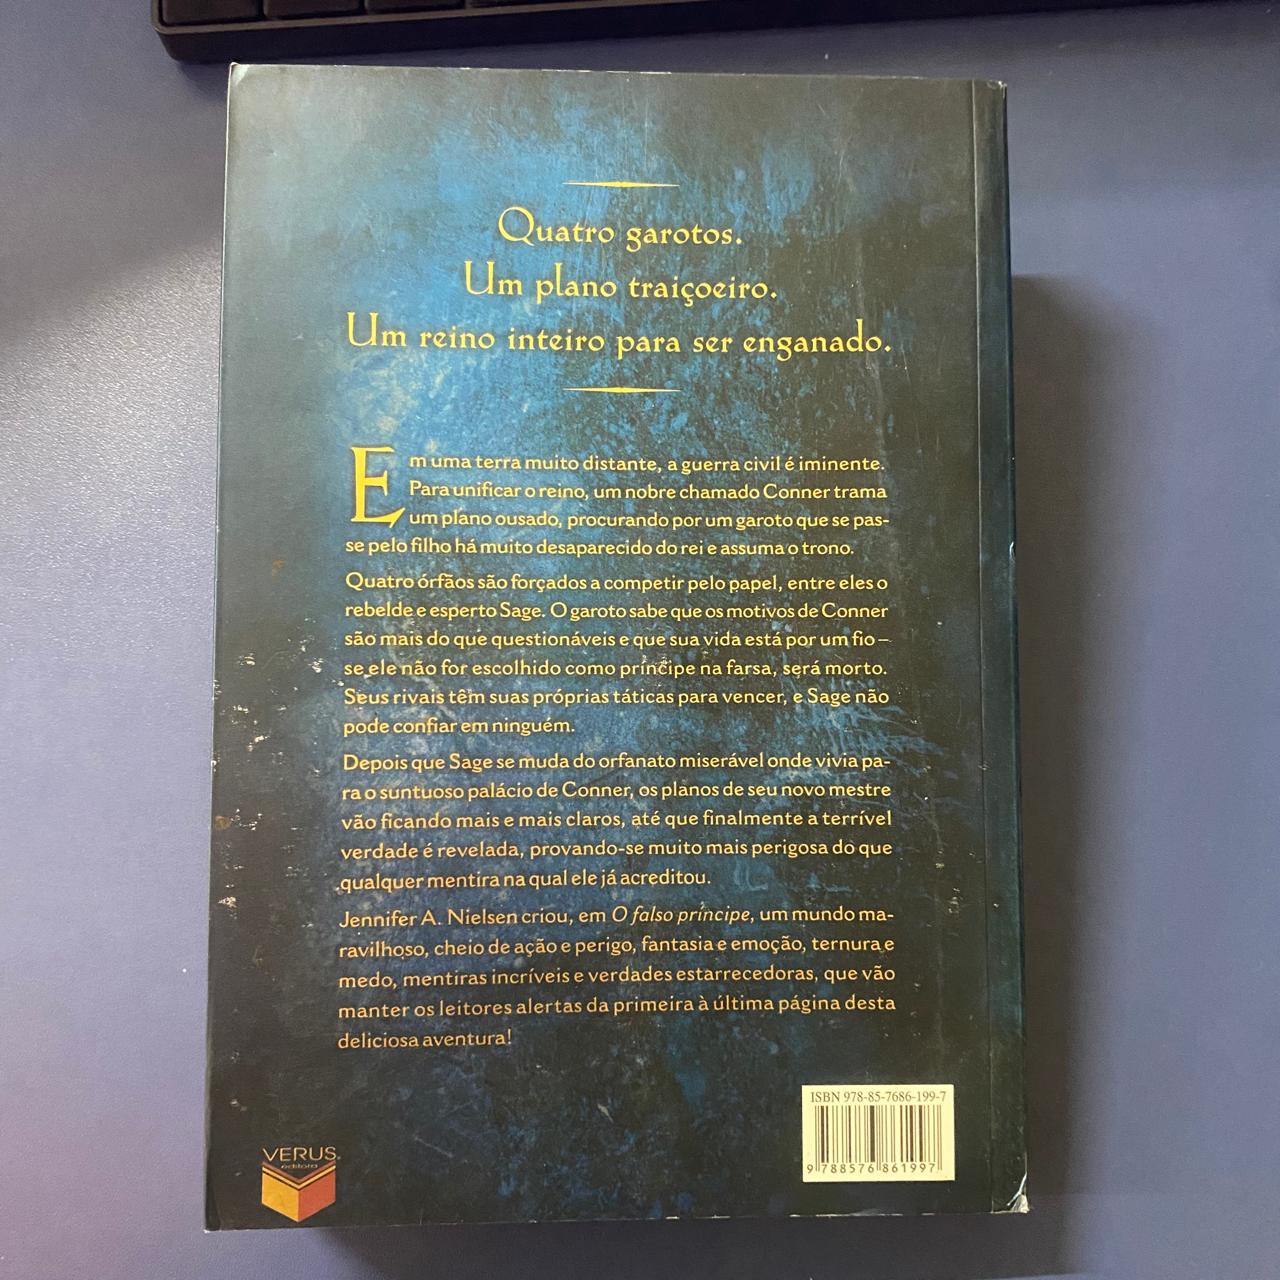 Quatro garotos.
Um plano traiçoeiro.
Um reino inteiro para ser enganado.
Em uma terra muito distante, a guerra civil é iminente.
Para unificar o reino, um nobre chamado Conner trama
um plano ousado, procurando por um garoto que se pas-
se pelo filho há muito desaparecido do rei e assuma o trono.
Quatro órfãos são forçados a competir pelo papel, entre eles o
rebelde e esperto Sage. O garoto sabe que os motivos de Conner
são mais do que questionáveis e que sua vida está por um fio –
se ele não for escolhido como príncipe na farsa, será morto.
Seus rivais têm suas próprias táticas para vencer, e Sage não
pode confiar em ninguém.
Depois que Sage se muda do orfanato miserável onde vivia pa-
ra o suntuoso palácio de Conner, os planos de seu novo mestre
vão ficando mais e mais claros, até que finalmente a terrível
verdade é revelada, provando-se muito mais perigosa do que
qualquer mentira na qual ele já acreditou.
Jennifer A. Nielsen criou, em O falso príncipe, um mundo ma-
ravilhoso, cheio de ação e perigo, fantasia e emoção, ternura e
medo, mentiras incríveis e verdades estarrecedoras, que vão
manter os leitores alertas da primeira à última página desta
deliciosa aventura!
ISBN 978-85-7686-199-7
9 788576 861997
VERUS
editora